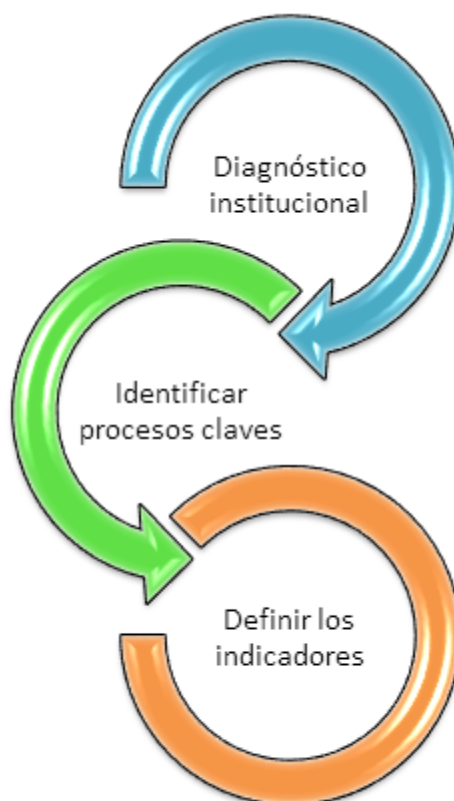 Diagnóstico
institucional
Identificar
procesos claves
Definir los
indicadores